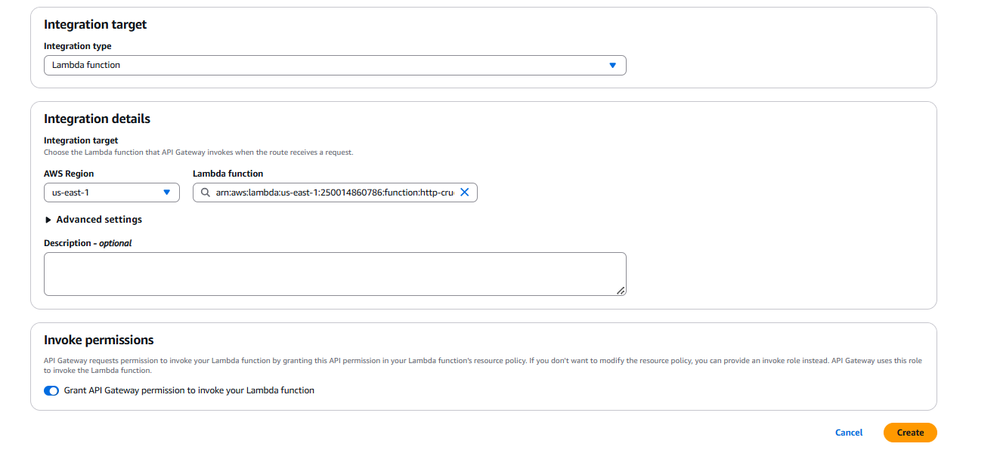 Integration target
Integration type
Lambda function
Integration details
Integration target
Choose the Lambda function that API Gateway invokes when the route receives a request.
AWS Region
Lambda function
us-east-1
arn:aws:lambda:us-east-1:250014860786:function:http-cru
Advanced settings
Description - optional
Invoke permissions
API Gateway requests permission to invoke your Lambda function by granting this API permission in your Lambda function's resource policy. If you don't want to modify the resource policy, you can provide an invoke role instead. API Gateway uses this role
to invoke the Lambda function.
Grant API Gateway permission to invoke your Lambda function
Cancel
Create